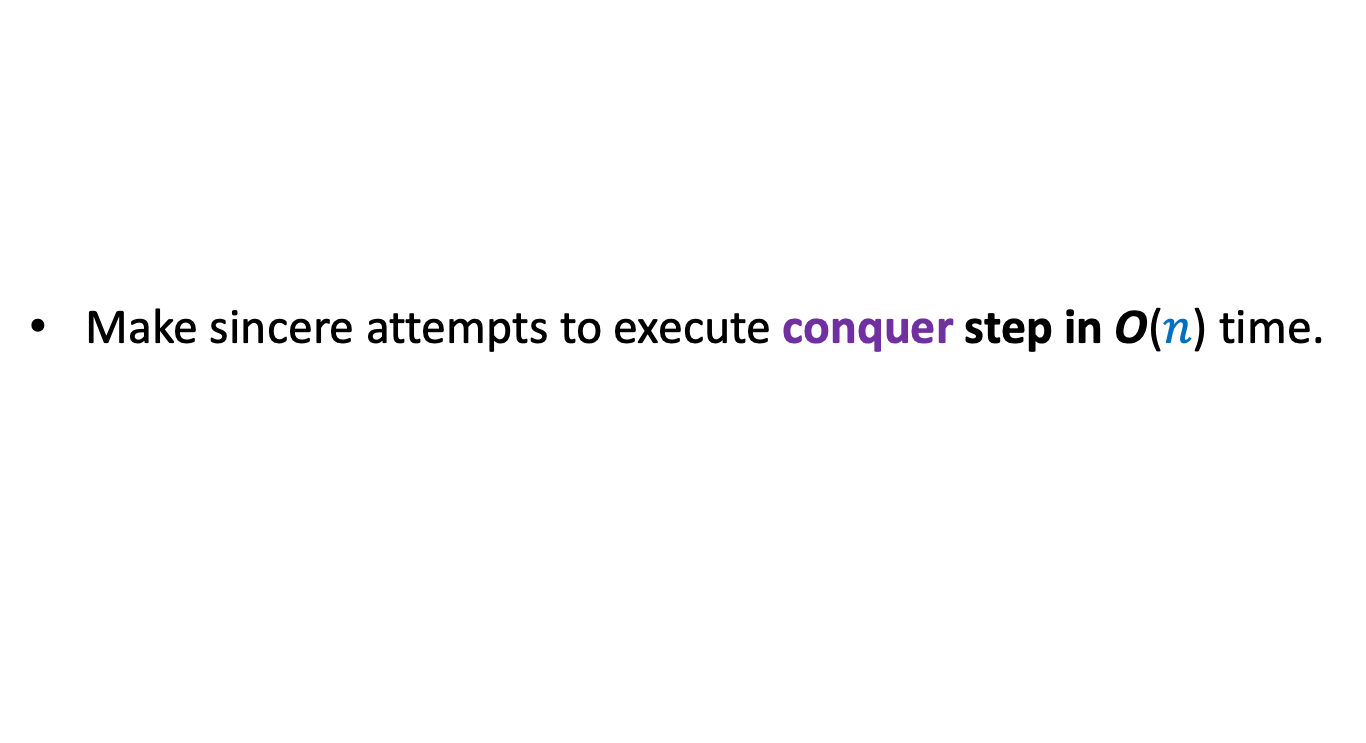 • Make sincere attempts to execute conquer step in O(n) time.